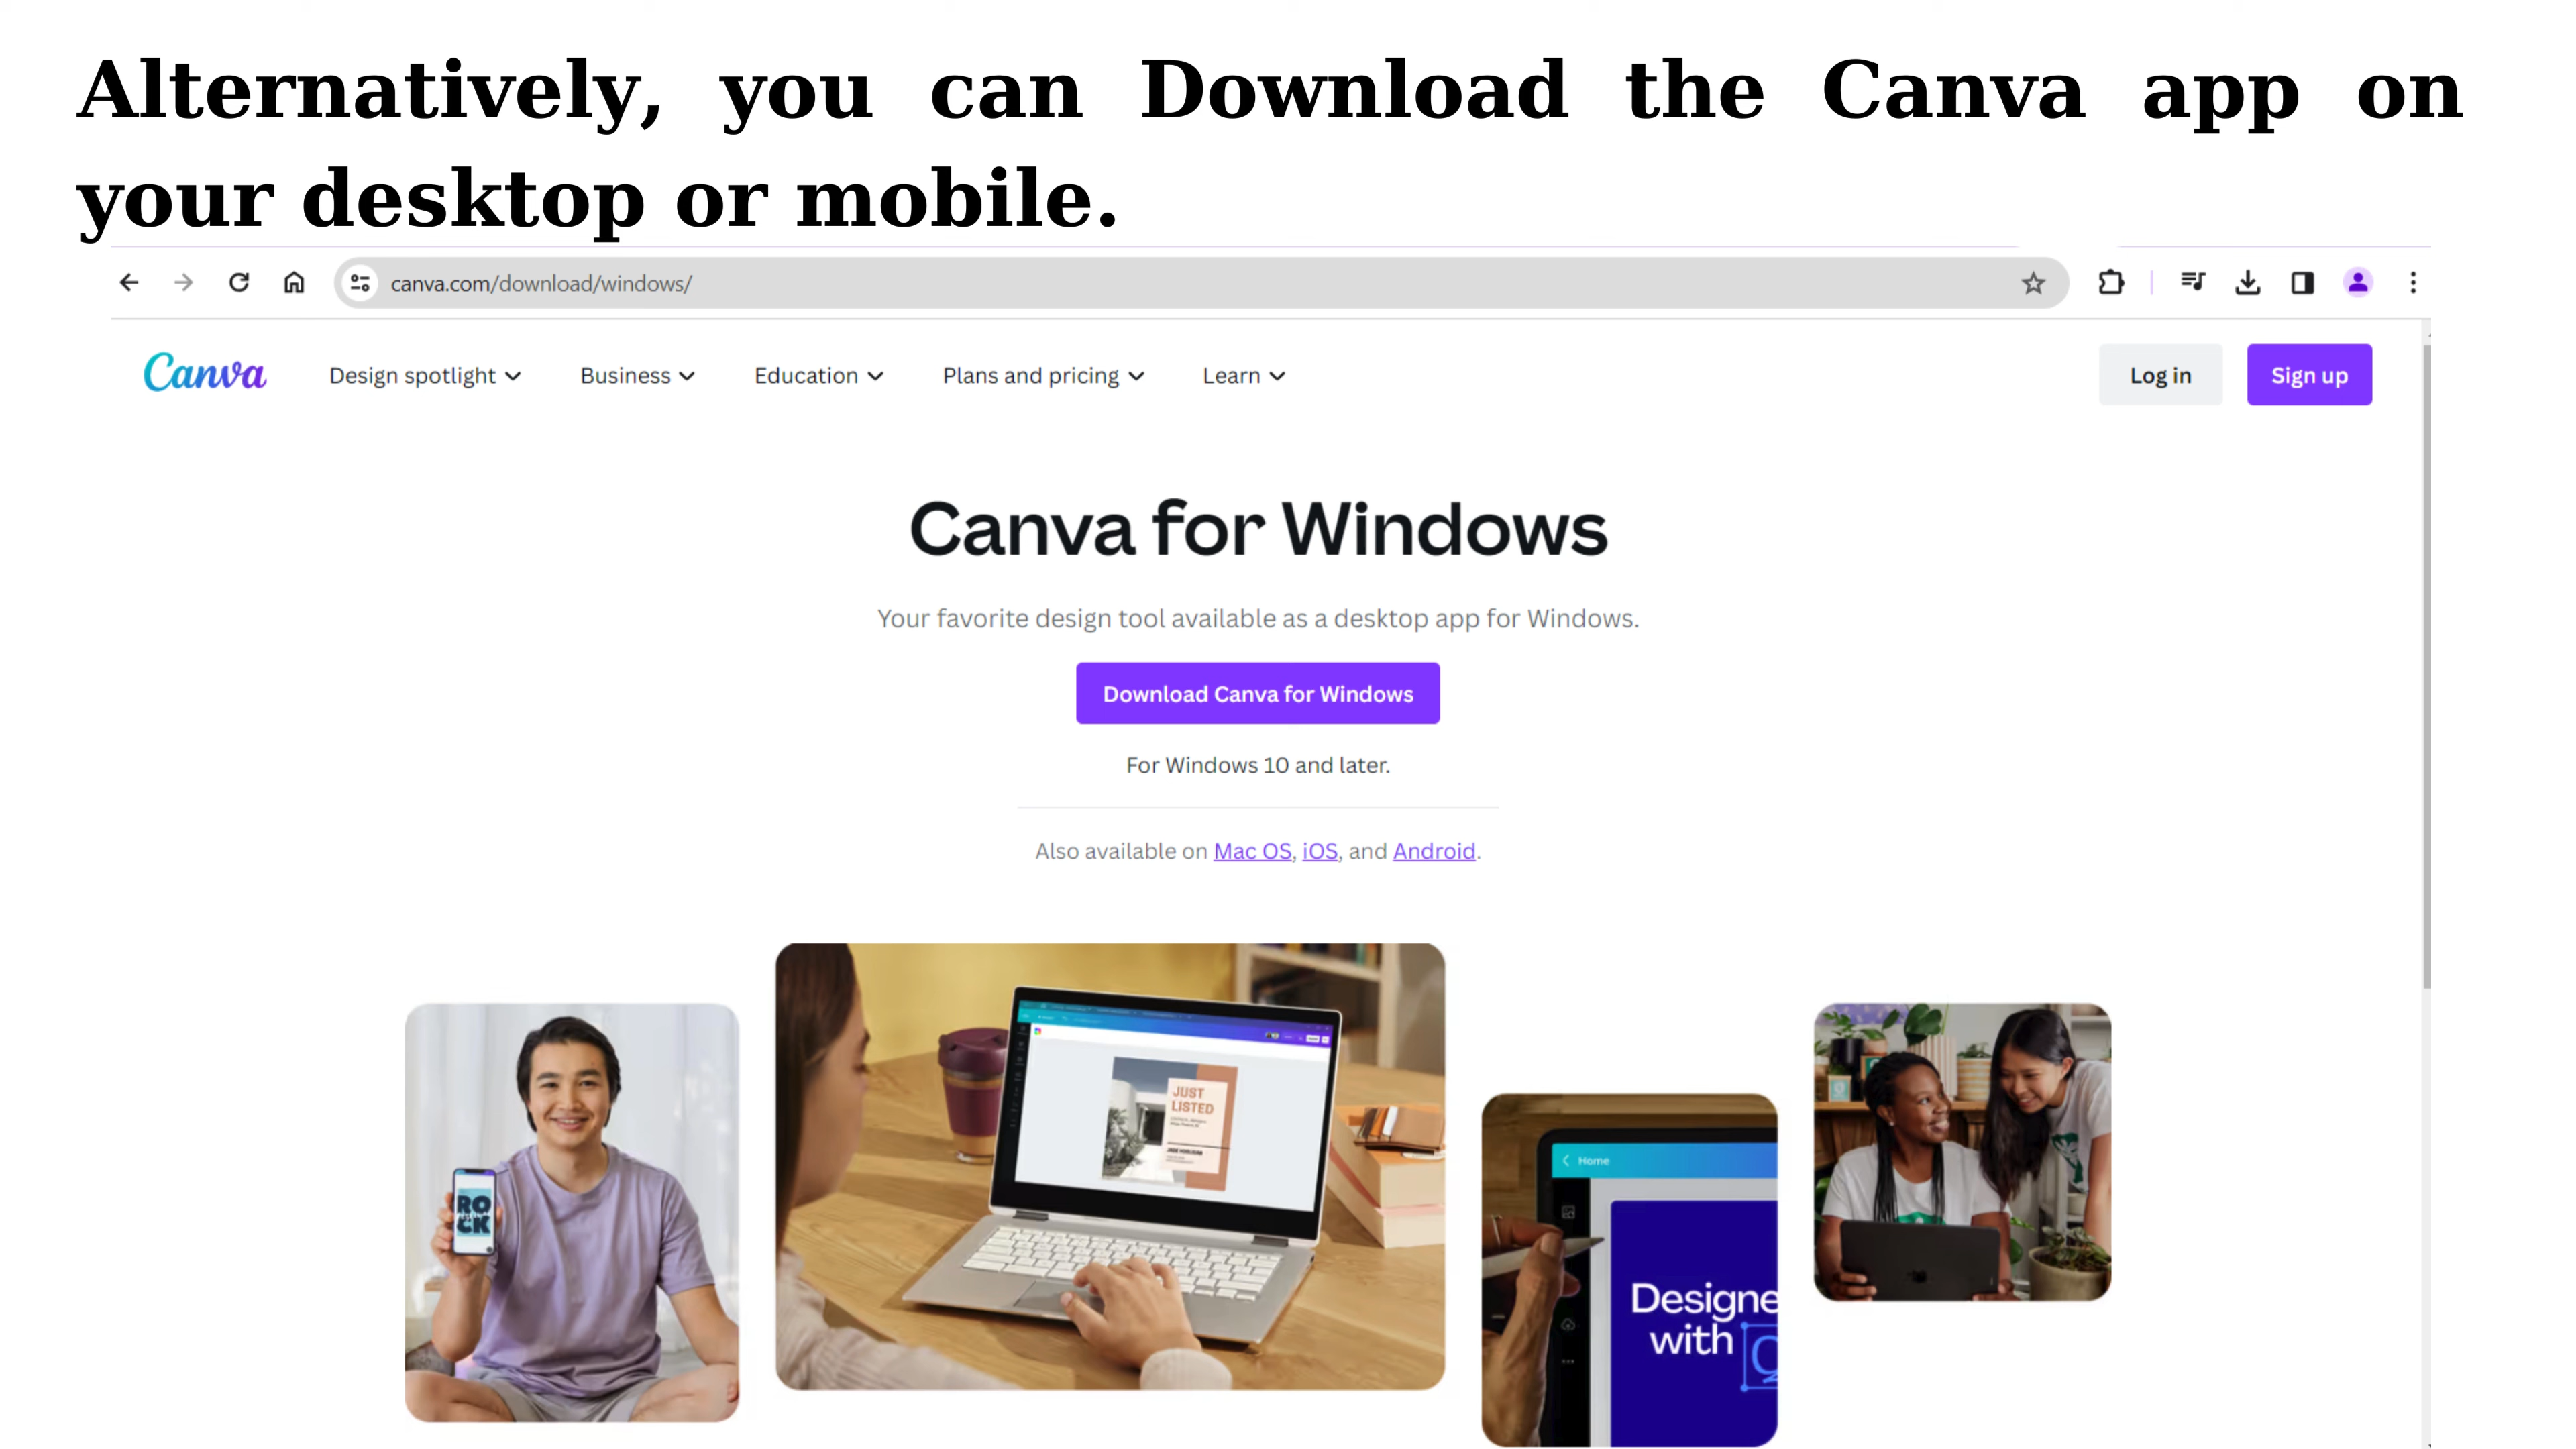 Alternatively, you can Download the Canva app on
your desktop or mobile.
canva.com/download/windows/
Canva
Design spotlight
Business
Education
Plans and pricing
Learn
Log in
Sign up
Canva for Windows
Your favorite design tool available as a desktop app for Windows.
Download Canva for Windows
For Windows 10 and later.
Also available on Mac OS, iOS, and Android.
JUST
LISTED
RO
CK
Home
Designe
with